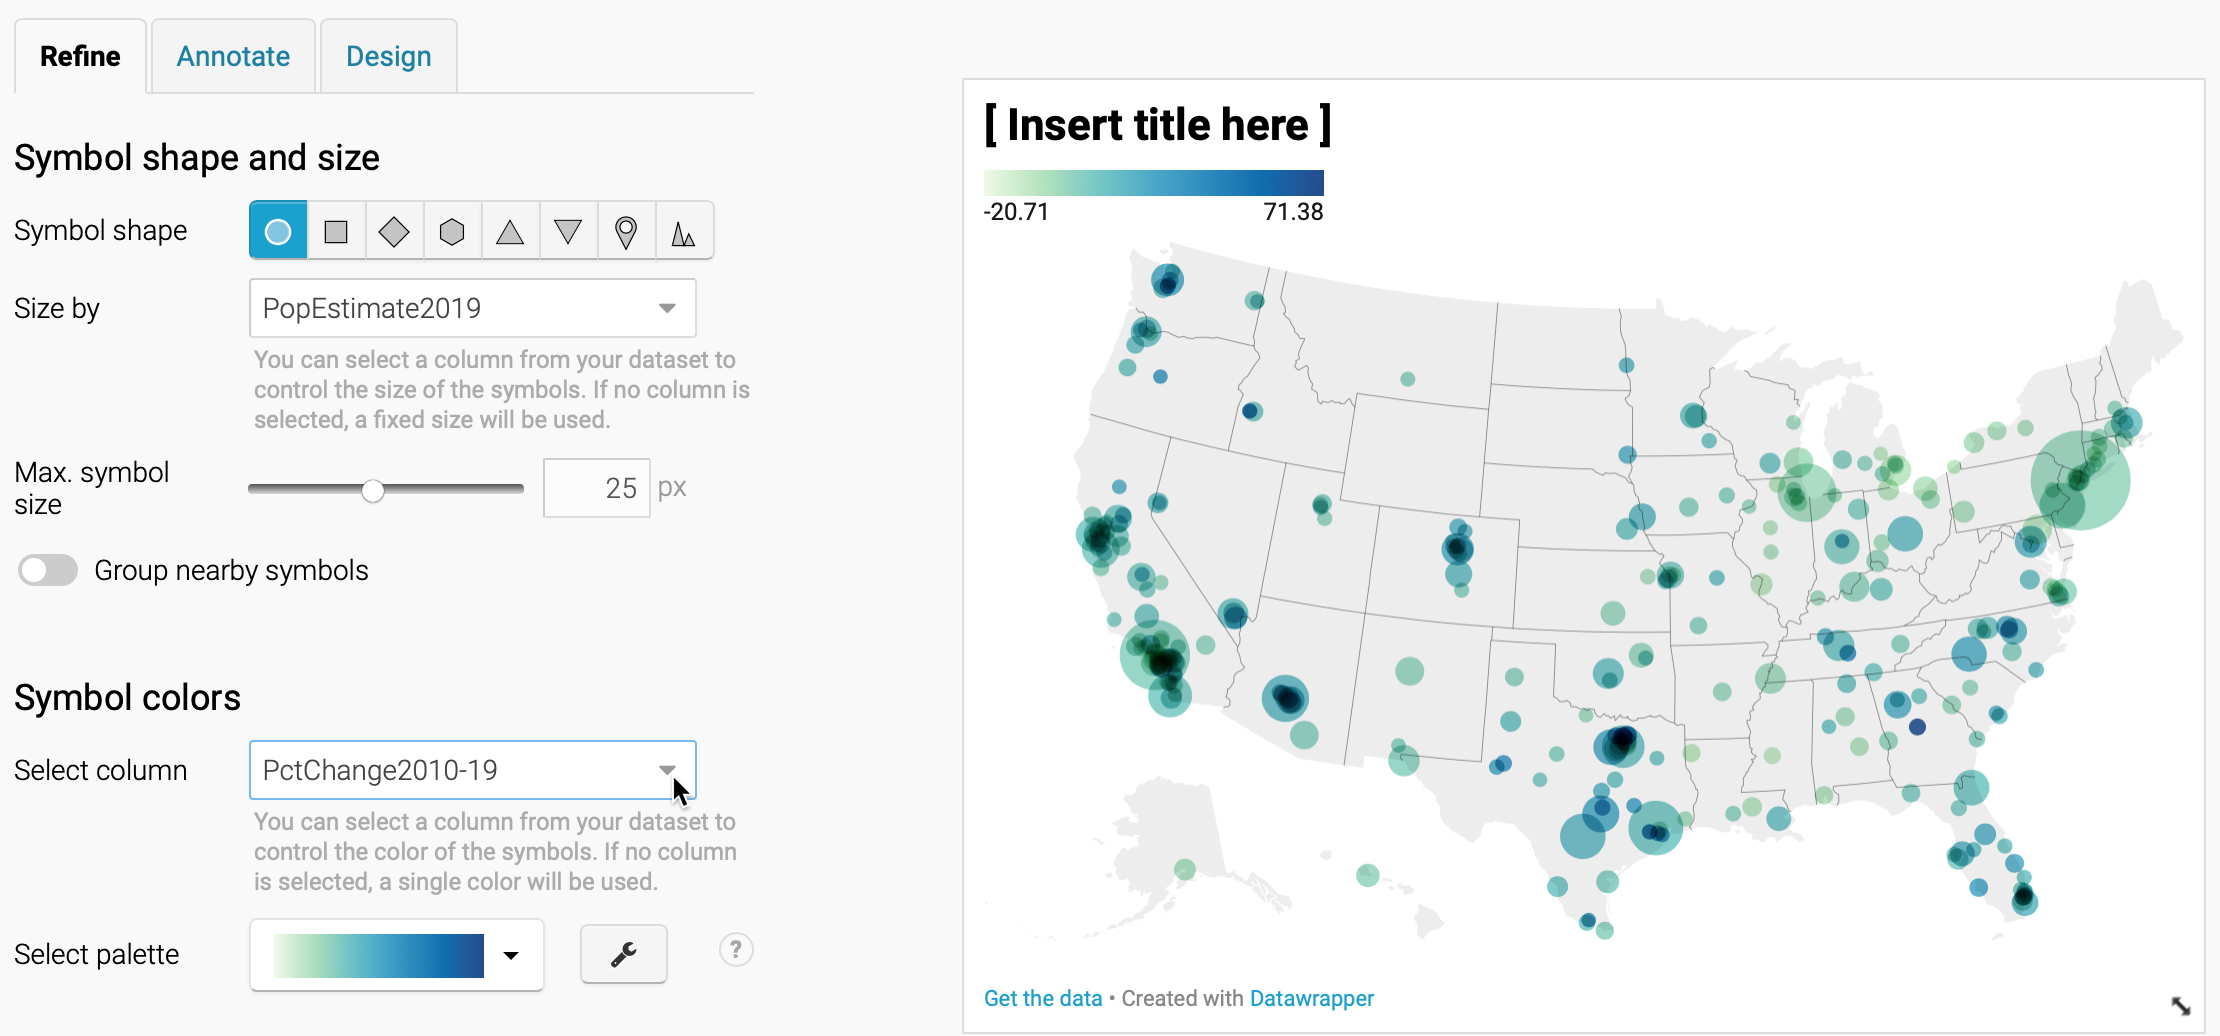 Refine
Annotate
Design
Symbol shape and size
Symbol shape
Size by
PopEstimate2019
You can select a column from your dataset to
control the size of the symbols. If no column is
selected, a fixed size will be used.
Max. symbol
size
25
px
Group nearby symbols
Symbol colors
Select column
PctChange2010-19
You can select a column from your dataset to
control the color of the symbols. If no column
is selected, a single color will be used.
Select palette
?
[ Insert title here ]
-20.71
71.38
Get the data • Created with Datawrapper